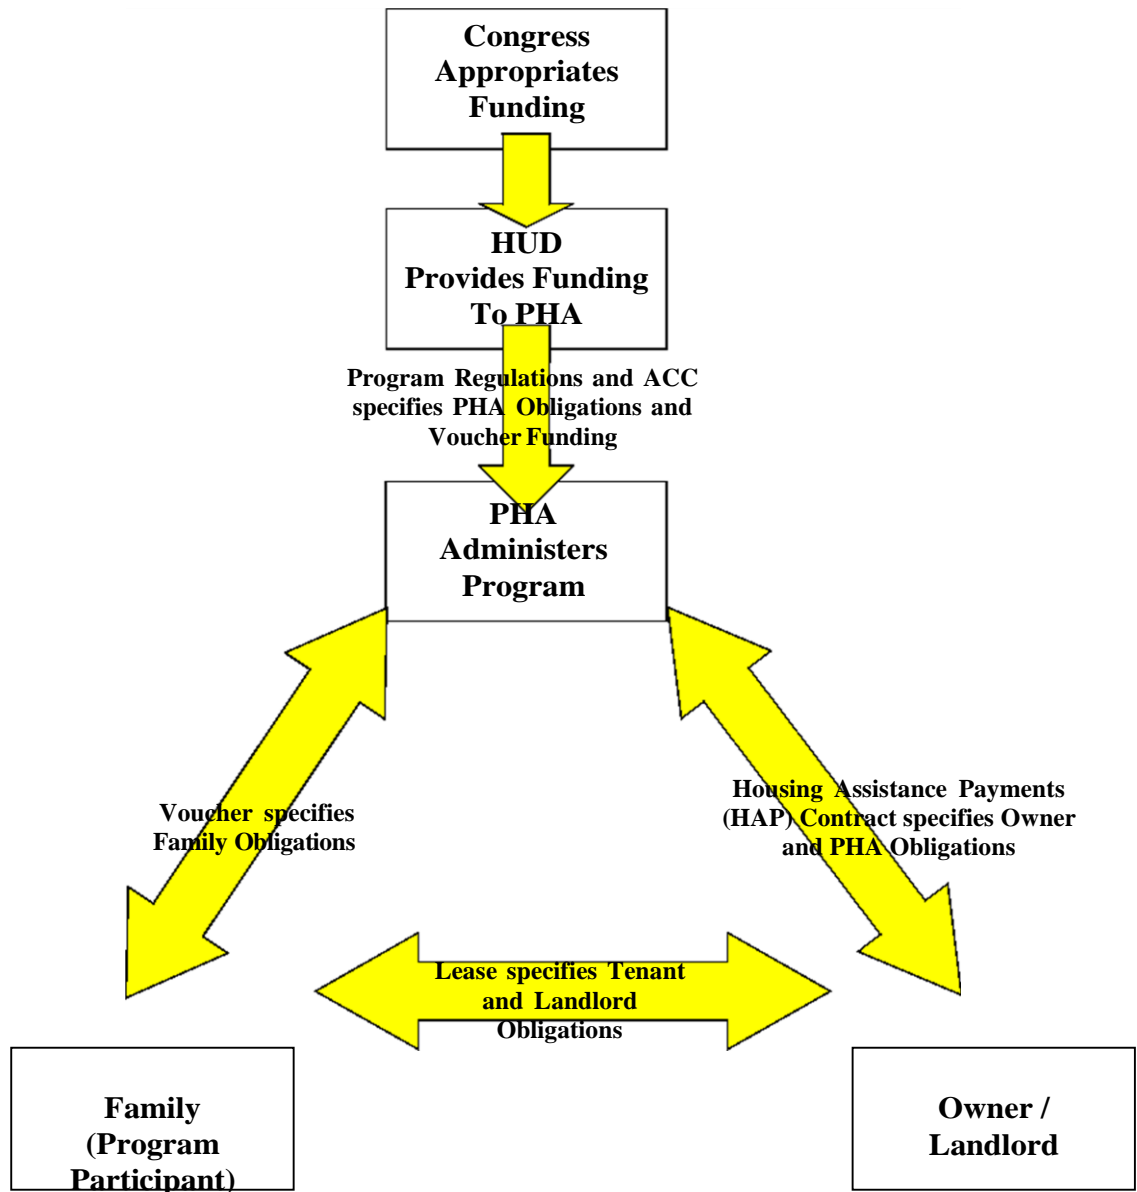 Congress
Appropriates
Funding
HUD
Provides Funding
To PHA
Program Regulations and ACC
specifies PHA Obligations and
Voucher Funding
PHA
Administers
Program
Voucher specifies
Family Obligations
Housing Assistance Payments
(HAP) Contract specifies Owner
and PHA Obligations
Lease specifies Tenant
and Landlord
Obligations
Family
(Program
Participant)
Owner /
Landlord